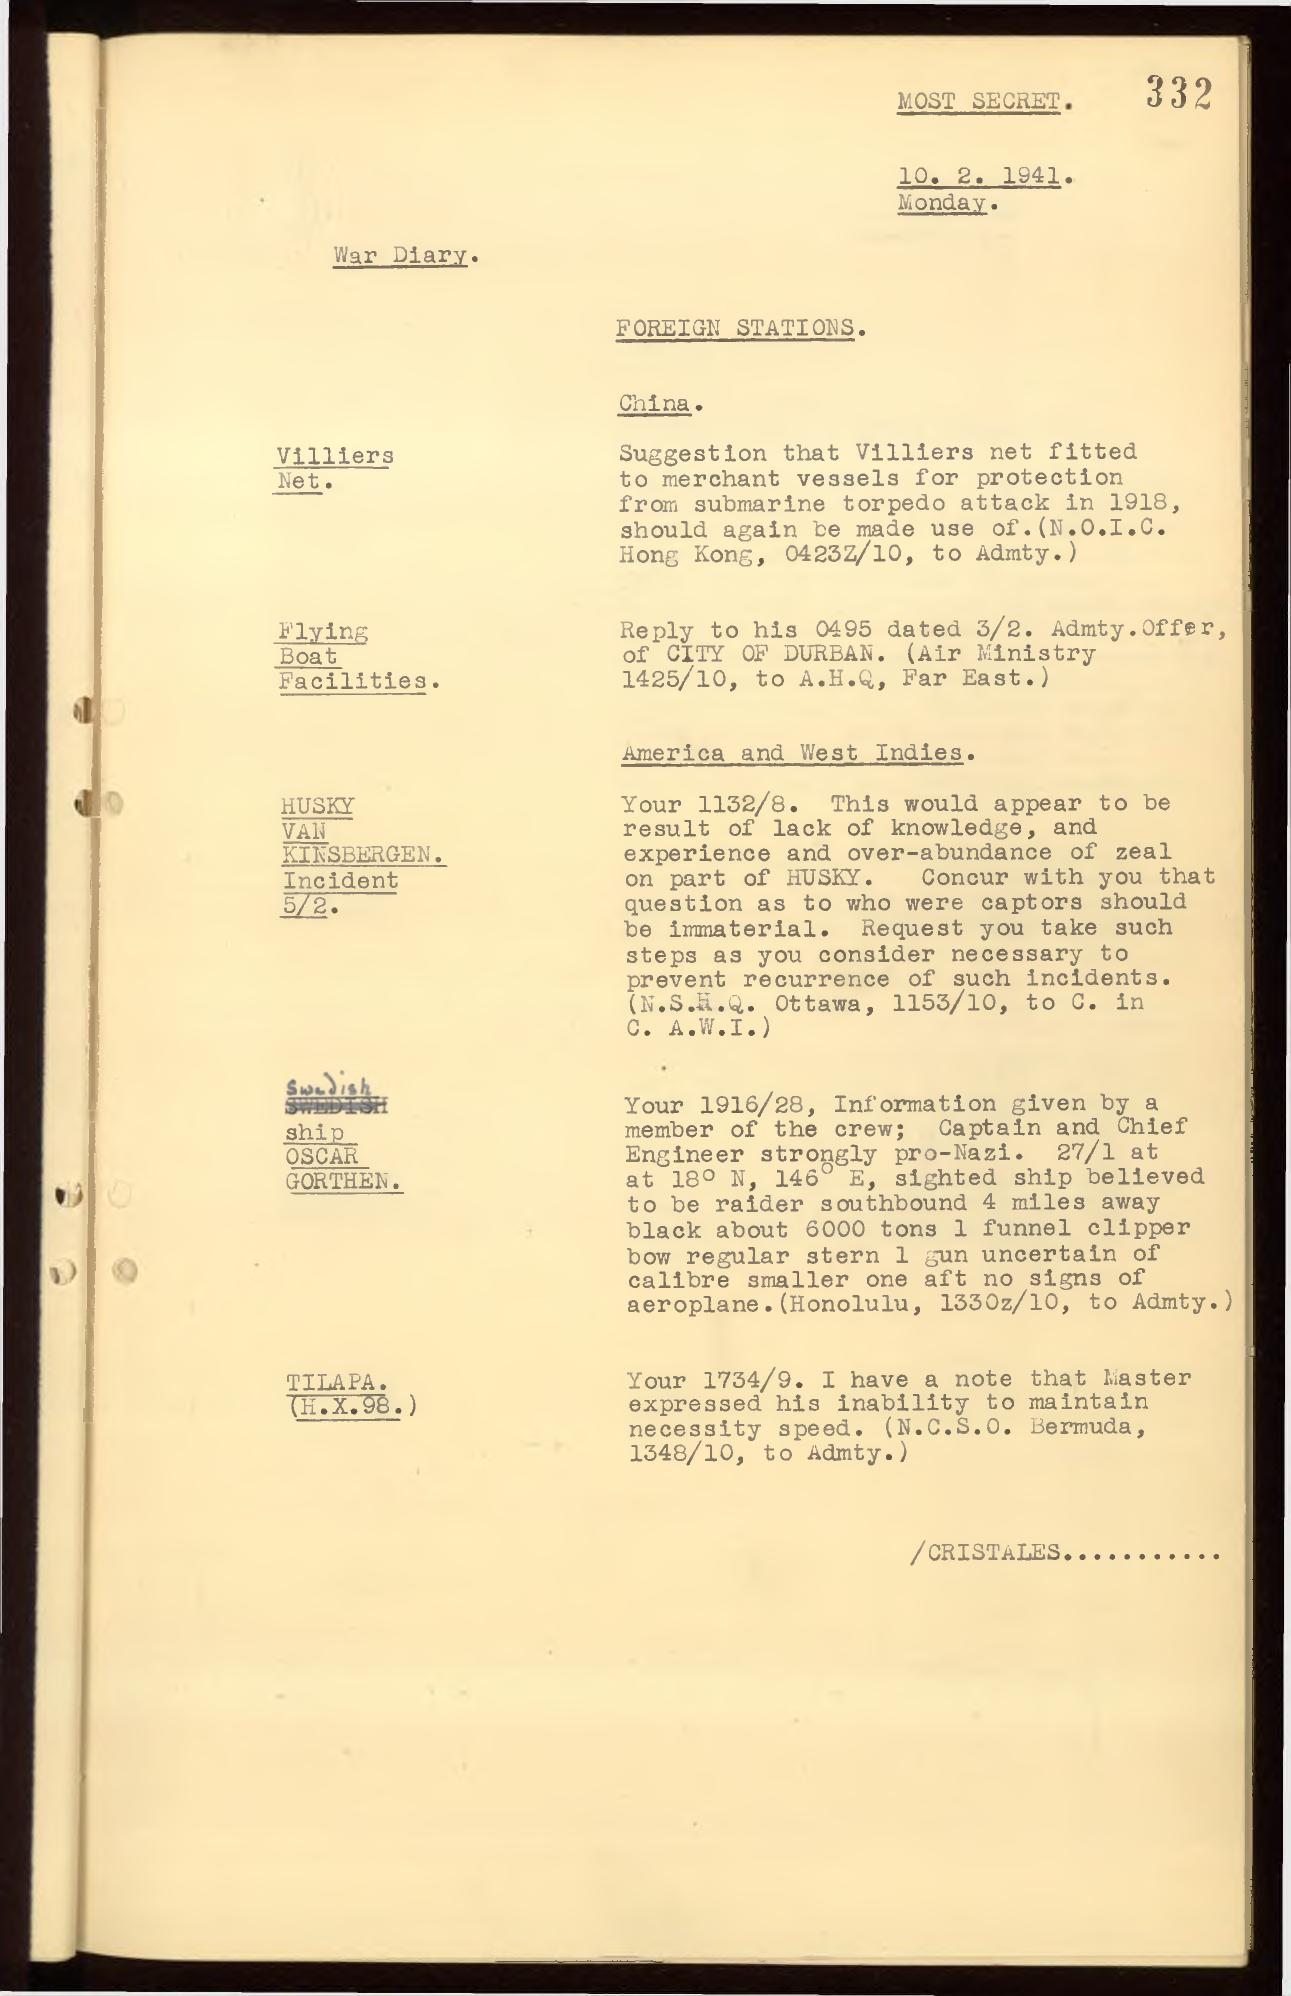 MOST SECRET. 332
10. 2. 1941.
Monday.
War Diary.
FOREIGN STATIONS.
China.
Villiers
Net.
Suggestion that Villiers net fitted
to merchant vessels for protection
from submarine torpedo attack in 1918,
should again be made use of.(N.O.I.C.
Hong Kong, 0423Z/10, to Admty.)
Flying
Boat
Facilities.
Reply to his 0495 dated 3/2. Admty.Offer,
of CITY OF DURBAN. (Air Ministry
1425/10, to A.H.Q, Far East.)
America and West Indies.
HUSKY
VAN
KINSBERGEN.
Incident
5/2.
Your 1132/8. This would appear to be
result of lack of knowledge, and
experience and over-abundance of zeal
on part of HUSKY. Concur with you that
question as to who were captors should
be immaterial. Request you take such
steps as you consider necessary to
prevent recurrence of such incidents.
(N.S.H.Q. Ottawa, 1153/10, to C. in
C. A.W.I.)
Swedish
SWEDISH
ship
OSCAR
GORTHEN.
Your 1916/28, Information given by a
member of the crew; Captain and Chief
Engineer strongly pro-Nazi. 27/1 at
at 18° N, 146° E, sighted ship believed
to be raider southbound 4 miles away
black about 6000 tons 1 funnel clipper
bow regular stern 1 gun uncertain of
calibre smaller one aft no signs of
aeroplane.(Honolulu, 1330z/10, to Admty.)
TILAPA.
(H.X.98.)
Your 1734/9. I have a note that Master
expressed his inability to maintain
necessity speed. (N.C.S.O. Bermuda,
1348/10, to Admty.)
/CRISTALES...........